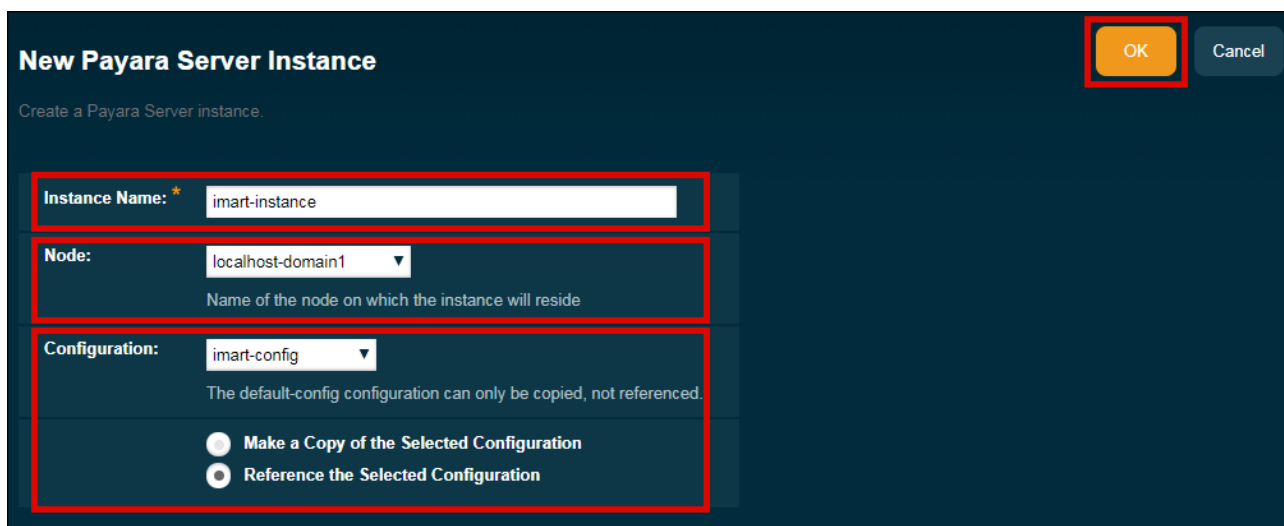 New Payara Server Instance
OK
Cancel
Create a Payara Server instance.
Instance Name: *
imart-instance
Node:
localhost-domain1
Name of the node on which the instance will reside
Configuration:
imart-config
The default-config configuration can only be copied, not referenced.
Make a Copy of the Selected Configuration
Reference the Selected Configuration